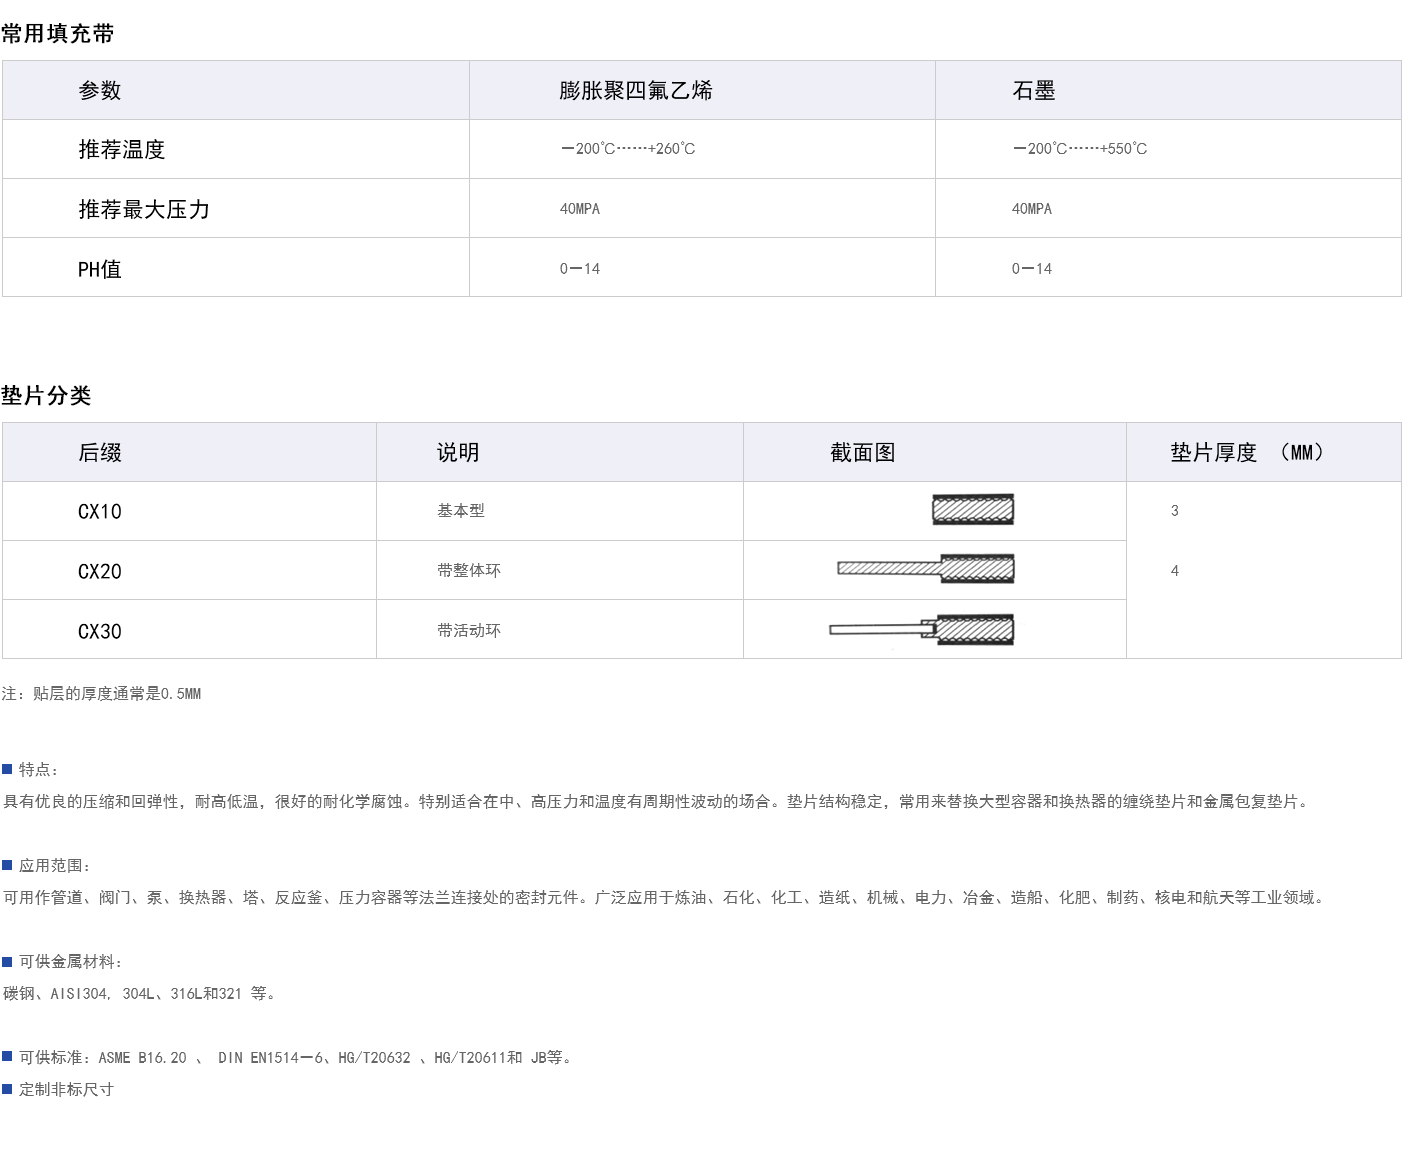 常用填充带
参数 膨胀聚四氟乙烯 石墨
推荐温度 —200℃……+260℃ —200℃……+550℃
推荐最大压力 40MPA 40MPA
PH值 0—14 0—14
垫片分类
后缀 说明 截面图 垫片厚度 （MM）
CX10 基本型 3
CX20 带整体环 4
CX30 带活动环
注：贴层的厚度通常是0.5MM
特点：
具有优良的压缩和回弹性，耐高低温，很好的耐化学腐蚀。特别适合在中、高压力和温度有周期性波动的场合。垫片结构稳定，常用来替换大型容器和换热器的缠绕垫片和金属包复垫片。
应用范围：
可用作管道、阀门、泵、换热器、塔、反应釜、压力容器等法兰连接处的密封元件。广泛应用于炼油、石化、化工、造纸、机械、电力、冶金、造船、化肥、制药、核电和航天等工业领域。
可供金属材料：
碳钢、AISI304, 304L、316L和321 等。
可供标准：ASME B16.20 、 DIN EN1514—6、HG/T20632 、HG/T20611和 JB等。
定制非标尺寸